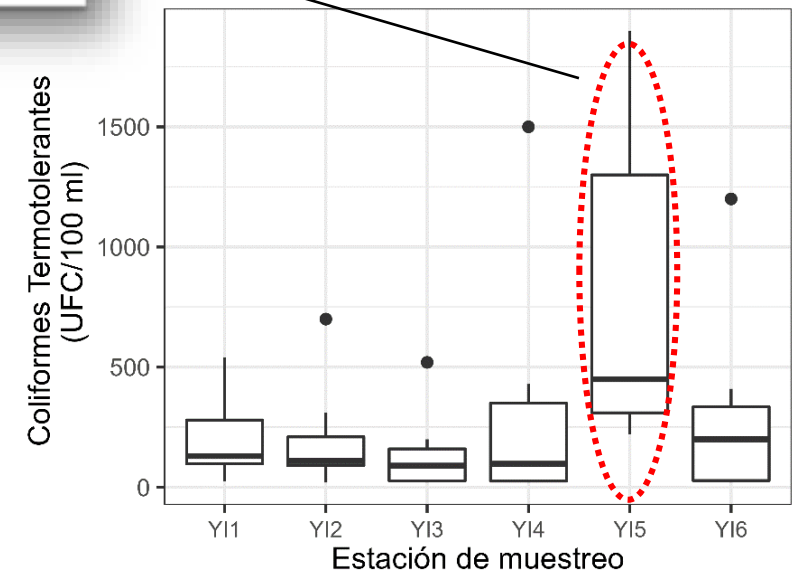 Coliformes Termotolerantes
(UFC/100 ml)
1500
1000
500
0
YI1 YI2 YI3 YI4 YI5 YI6
Estación de muestreo